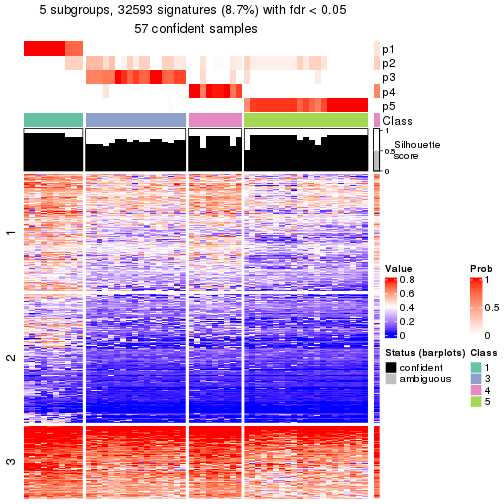 5 subgroups, 32593 signatures (8.7%) with fdr < 0.05
57 confident samples
p1
p2
p3
p4
p5
Class
1
0.5
0
Silhouette
score
1
2
3
Value
0.8
0.6
0.4
0.2
0
Prob
1
0.5
0
Status (barplots)
confident
ambiguous
Class
1
3
4
5